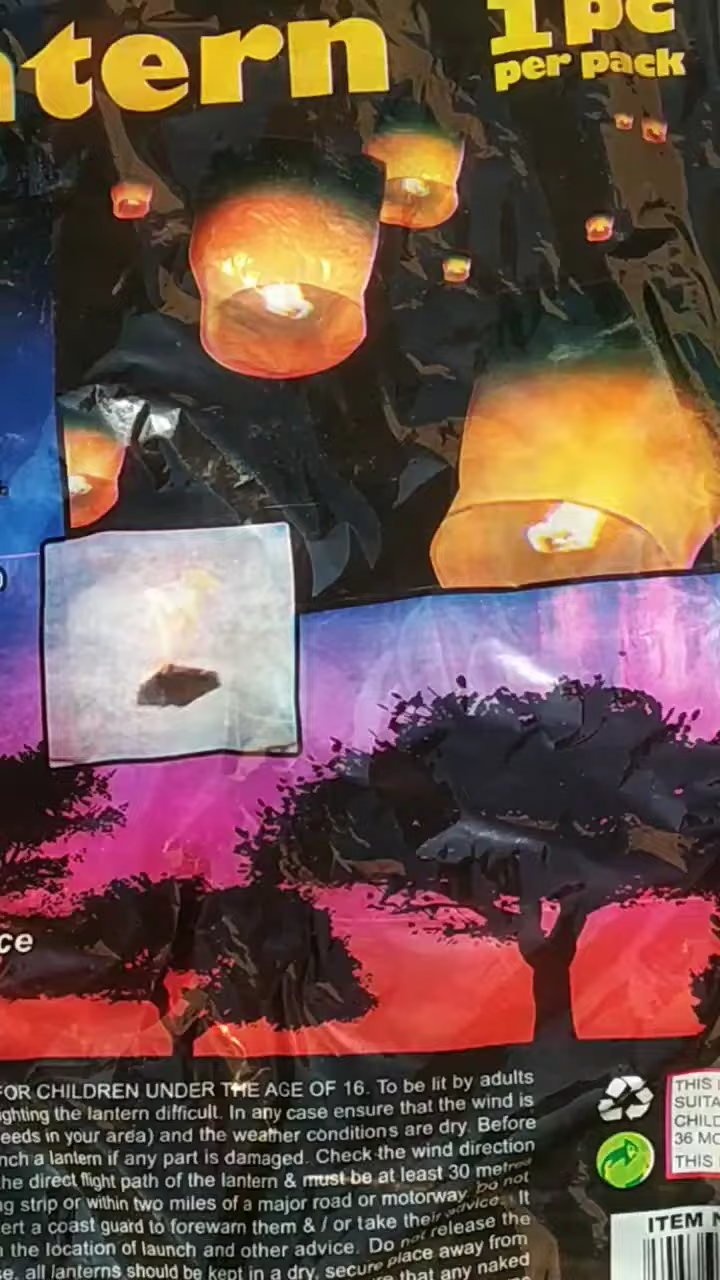 ntern
1pc
per pack
ce
FOR CHILDREN UNDER THE AGE OF 16. To be lit by adults
ighting the lantern difficult. In any case ensure that the wind is
eeds in your area) and the weather conditions are dry. Before
nch a lantern if any part is damaged. Check the wind direction
he direct flight path of the lantern & must be at least 30 metres
ng strip or within two miles of a major road or motorway. Do not
ert a coast guard to forewarn them & / or take their advice. It
the location of launch and other advice. Do not release the
se, all lanterns should be kept in a dry, secure place away from
that any naked
THIS
SUITA
CHILD
36 MO
THIS
ITEM N